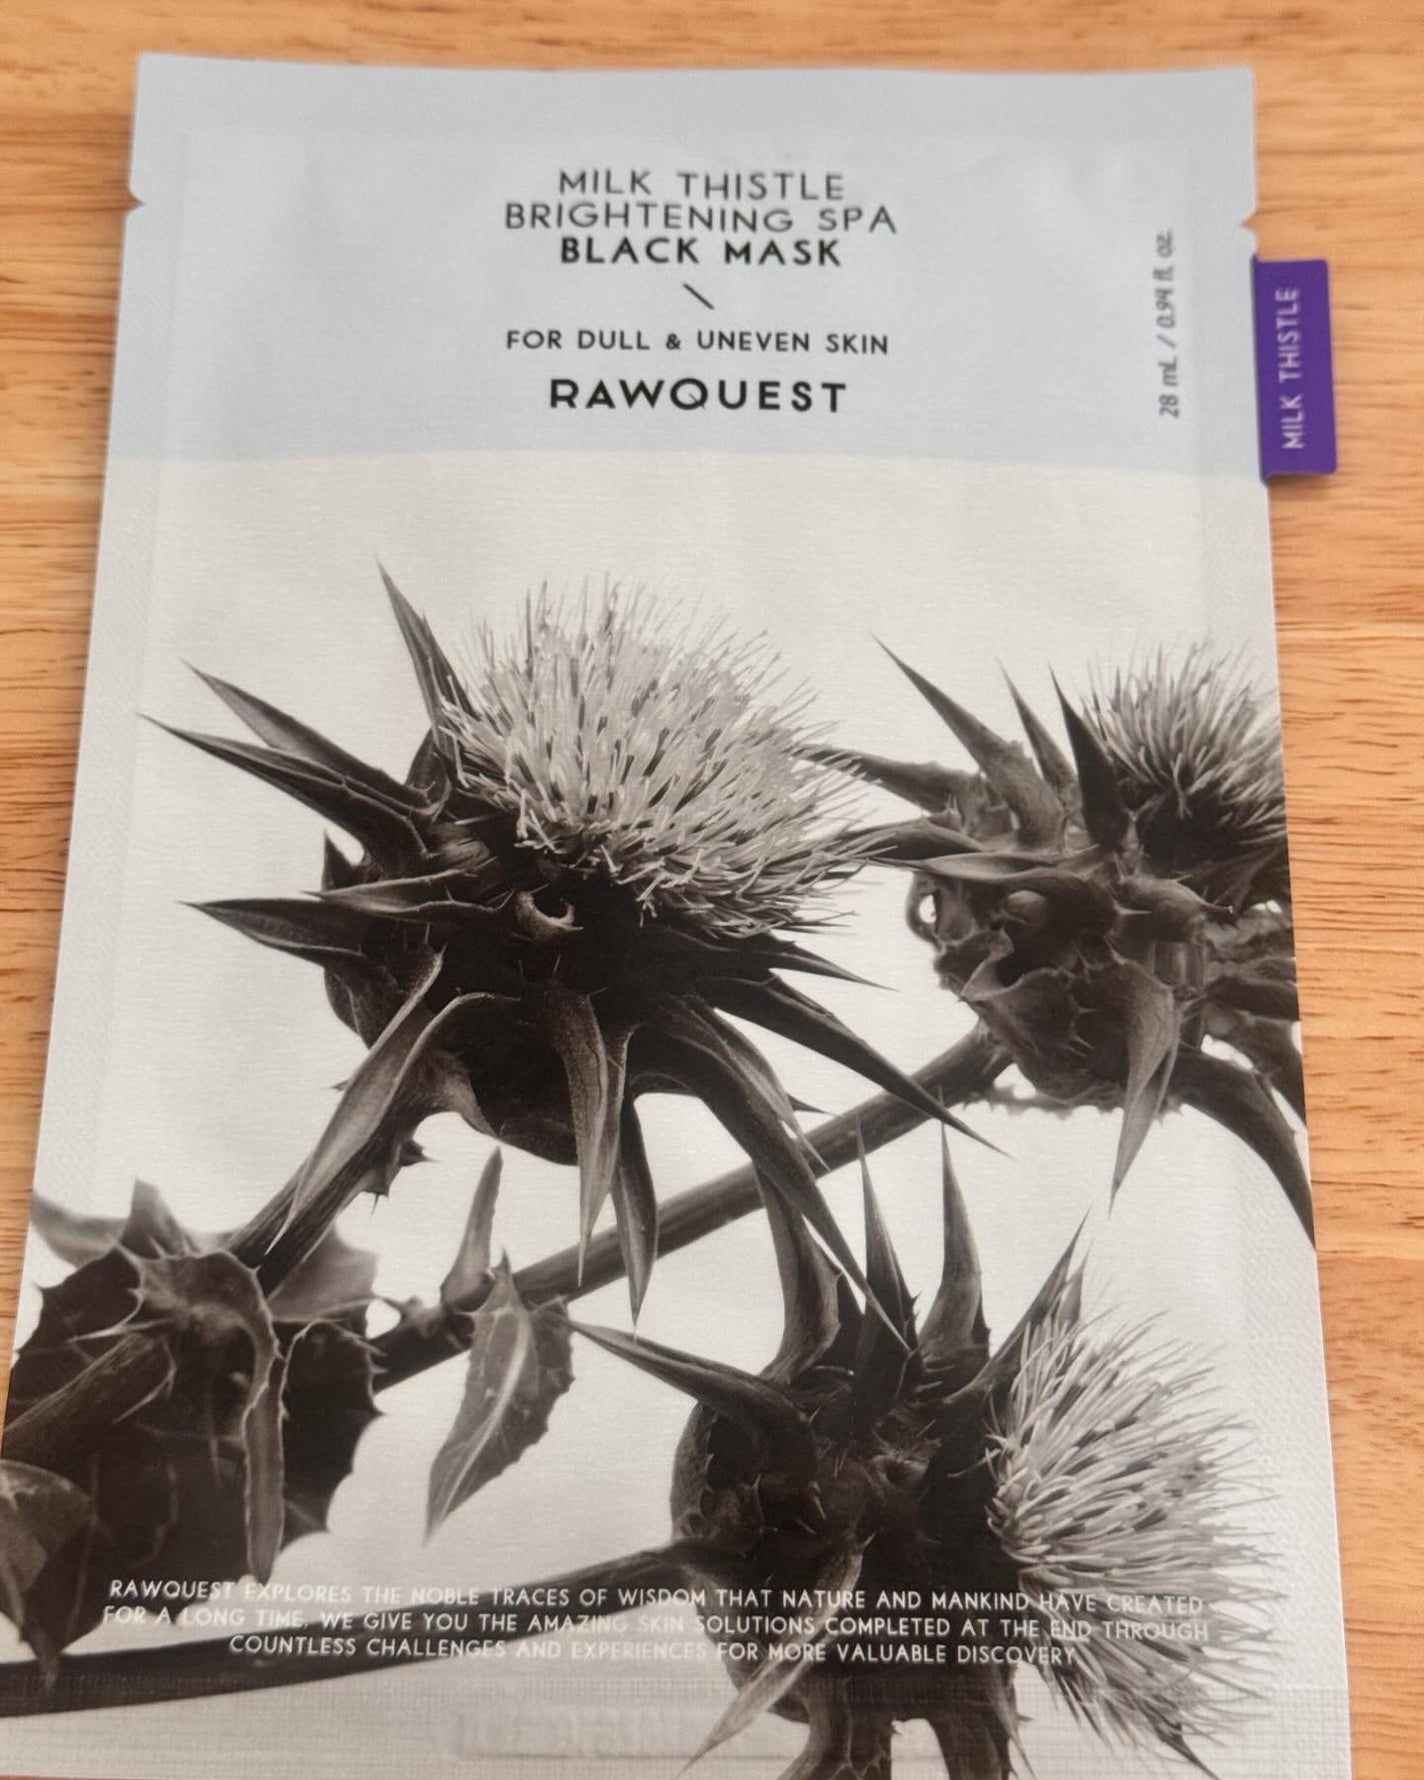 MILK THISTLE
BRIGHTENING SPA
BLACK MASK
\
FOR DULL & UNEVEN SKIN
RAWQUEST
28 mL / 0.94 fl. oz.
MILK THISTLE
RAWQUEST EXPLORES THE NOBLE TRACES OF WISDOM THAT NATURE AND MANKIND HAVE CREATED
FOR A LONG TIME. WE GIVE YOU THE AMAZING SKIN SOLUTIONS COMPLETED AT THE END THROUGH
COUNTLESS CHALLENGES AND EXPERIENCES FOR MORE VALUABLE DISCOVERY.